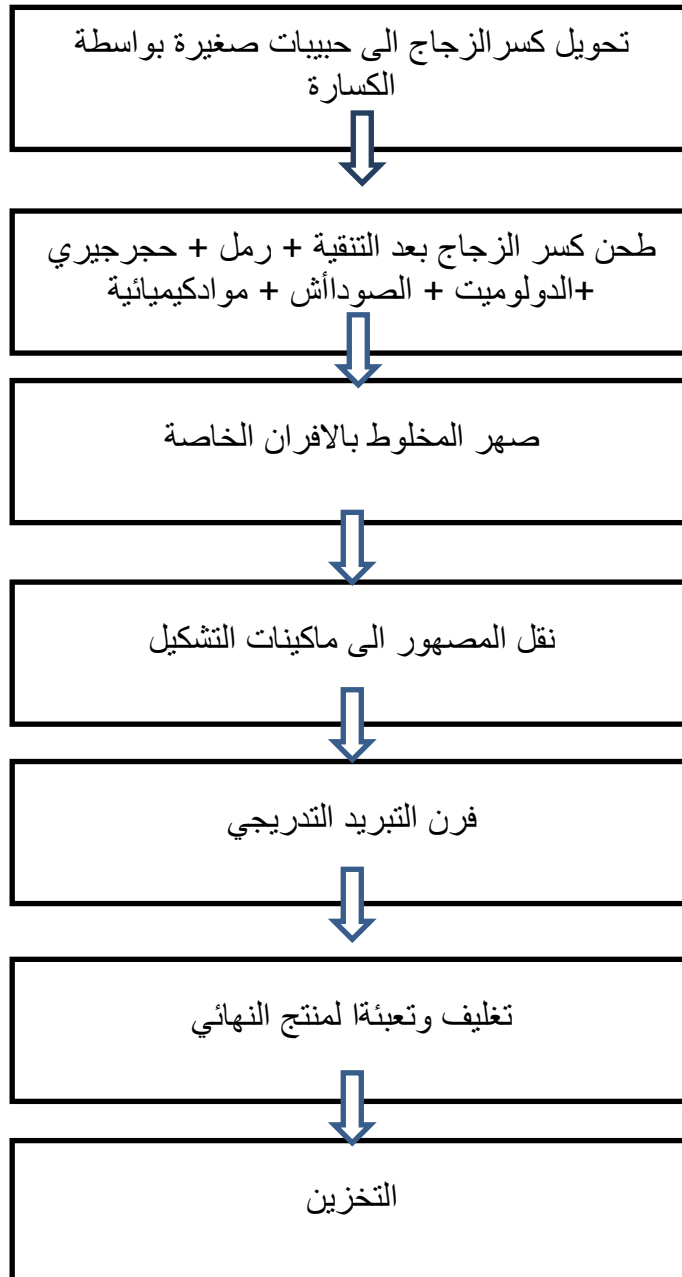 تحويل كسرالزجاج الى حبيبات صغيرة بواسطة
الكسارة
طحن كسر الزجاج بعد التنقية + رمل + حجرجيري
+الدولوميت + الصوداأش + موادكيميائية
صهر المخلوط بالافران الخاصة
نقل المصهور الى ماكينات التشكيل
فرن التبريد التدريجي
تغليف وتعبئةا لمنتج النهائي
التخزين